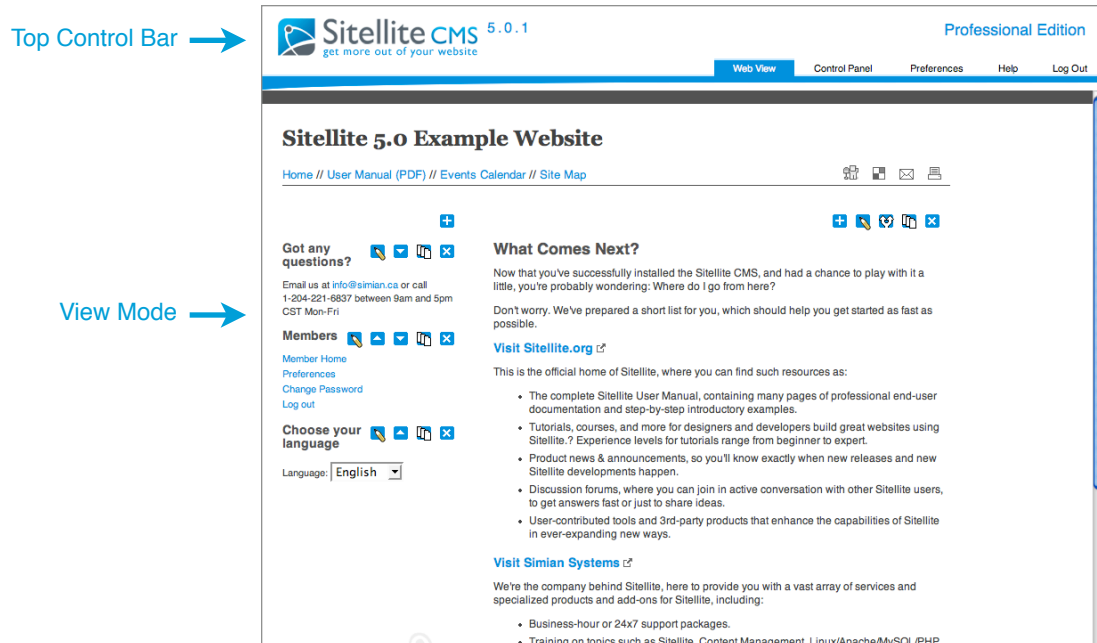 Top Control Bar
Sitellite CMS 5.0.1
get more out of your website
Professional Edition
Web View Control Panel Preferences Help Log Out
Sitellite 5.0 Example Website
Home // User Manual (PDF) // Events Calendar // Site Map
Got any
questions?
Email us at info@simian.ca or call
1-204-221-6837 between 9am and 5pm
CST Mon-Fri
View Mode
Members
Member Home
Preferences
Change Password
Log out
Choose your
language
Language: English
What Comes Next?
Now that you've successfully installed the Sitellite CMS, and had a chance to play with it a
little, you're probably wondering: Where do I go from here?
Don't worry. We've prepared a short list for you, which should help you get started as fast as
possible.
Visit Sitellite.org
This is the official home of Sitellite, where you can find such resources as:
• The complete Sitellite User Manual, containing many pages of professional end-user
documentation and step-by-step introductory examples.
• Tutorials, courses, and more for designers and developers build great websites using
Sitellite.? Experience levels for tutorials range from beginner to expert.
• Product news & announcements, so you'll know exactly when new releases and new
Sitellite developments happen.
• Discussion forums, where you can join in active conversation with other Sitellite users,
to get answers fast or just to share ideas.
• User-contributed tools and 3rd-party products that enhance the capabilities of Sitellite
in ever-expanding new ways.
Visit Simian Systems
We're the company behind Sitellite, here to provide you with a vast array of services and
specialized products and add-ons for Sitellite, including:
• Business-hour or 24x7 support packages.
• Training on topics such as Sitellite, Content Management, Linux/Apache/MySQL/PHP